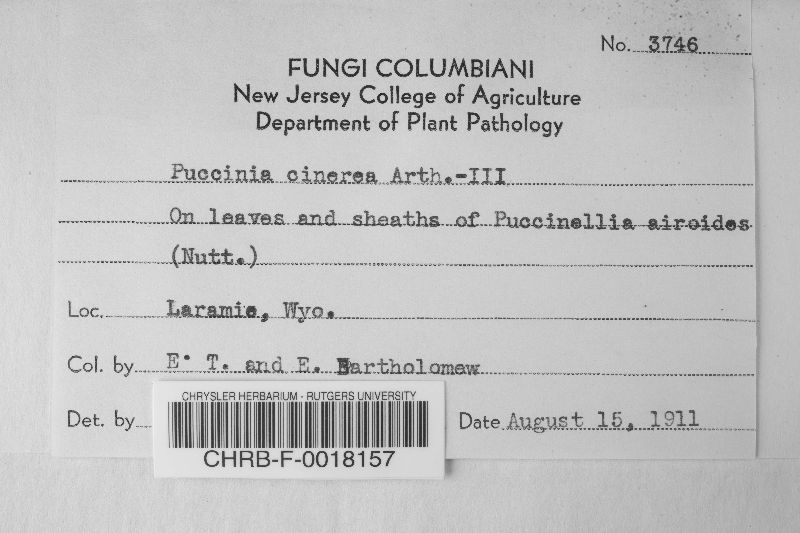 No. 3746
FUNGI COLUMBIANI
New Jersey College of Agriculture
Department of Plant Pathology
Puccinia cinerea Arth.-III
On leaves and sheaths of Puccinellia airoides
(Nutt.)
Loc. Laramie, Wyo.
Col. by E. T. and E. Bartholomew
Det. by
Date August 15, 1911
CHRYSLER HERBARIUM - RUTGERS UNIVERSITY
CHRB-F-0018157